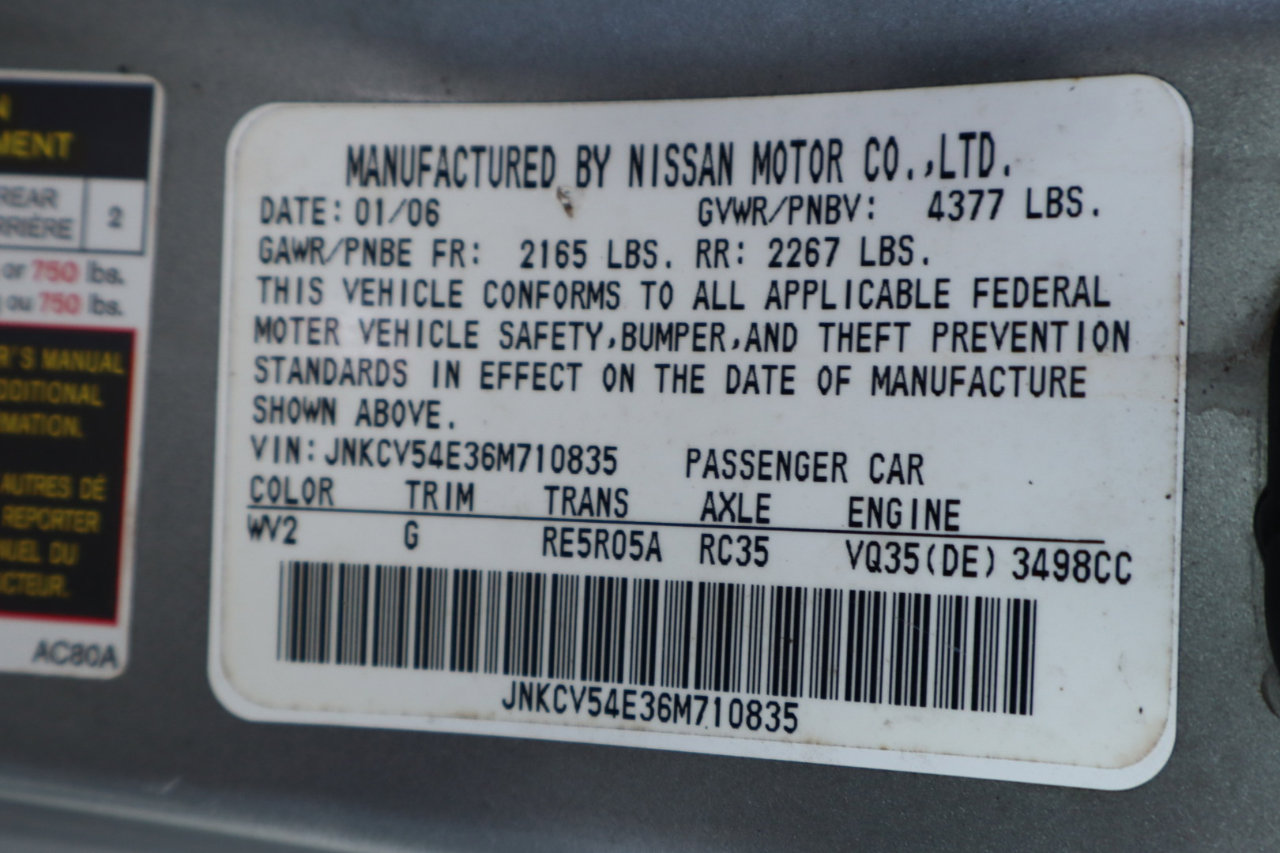 MENT
REAR
2
or 750 lbs.
ou 750 lbs.
R'S MANUAL
DDITIONAL
MATION.
AUTRES DÉ
REPORTER
NUEL DU
CTEUR.
AC80A
MANUFACTURED BY NISSAN MOTOR CO.,LTD.
DATE: 01/06 GVWR/PNBV: 4377 LBS.
GAWR/PNBE FR: 2165 LBS. RR: 2267 LBS.
THIS VEHICLE CONFORMS TO ALL APPLICABLE FEDERAL
MOTER VEHICLE SAFETY,BUMPER,AND THEFT PREVENTION
STANDARDS IN EFFECT ON THE DATE OF MANUFACTURE
SHOWN ABOVE.
VIN: JNKCV54E36M710835 PASSENGER CAR
COLOR TRIM TRANS AXLE ENGINE
WV2 G RE5R05A RC35 VQ35(DE) 3498CC
JNKCV54E36M710835